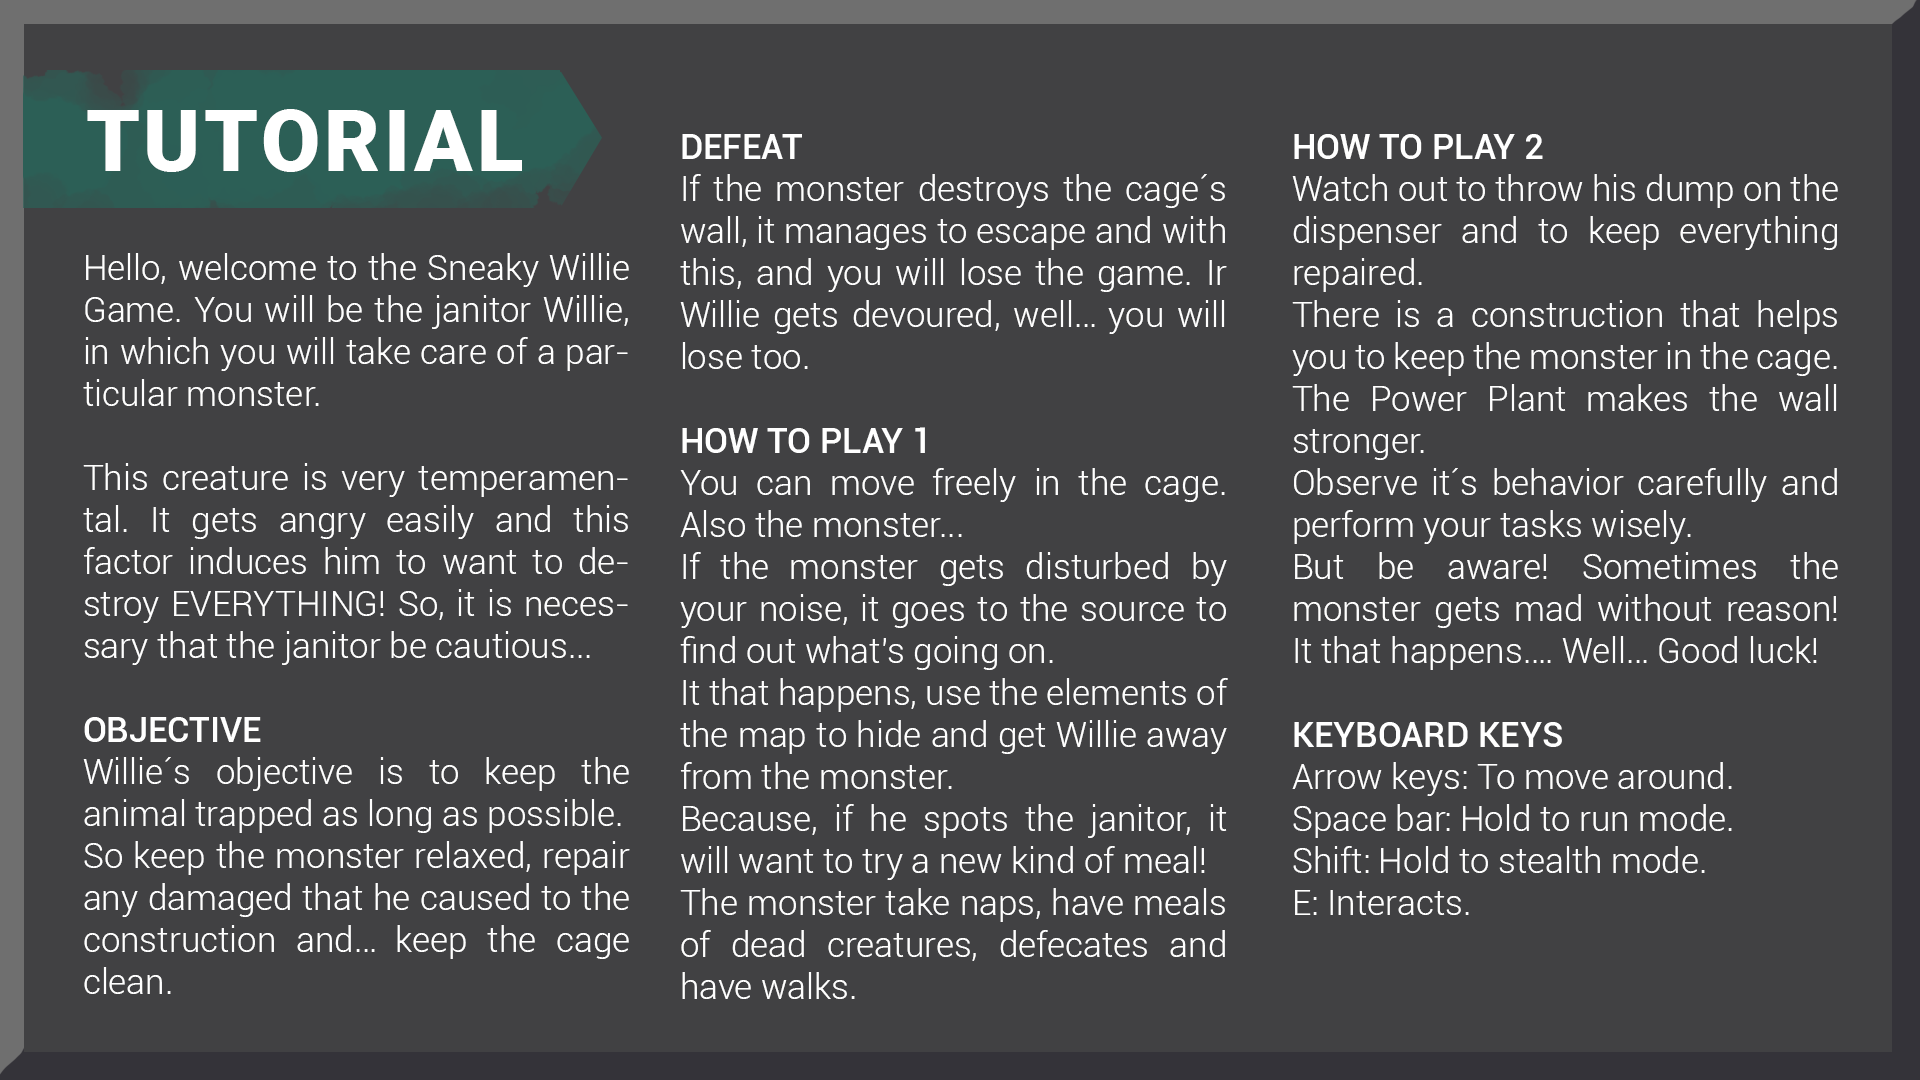 TUTORIAL
Hello, welcome to the Sneaky Willie
Game. You will be the janitor Willie,
in which you will take care of a par-
ticular monster.
This creature is very temperamen-
tal. It gets angry easily and this
factor induces him to want to de-
stroy EVERYTHING! So, it is neces-
sary that the janitor be cautious...
OBJECTIVE
Willie´s objective is to keep the
animal trapped as long as possible.
So keep the monster relaxed, repair
any damaged that he caused to the
construction and... keep the cage
clean.
DEFEAT
If the monster destroys the cage´s
wall, it manages to escape and with
this, and you will lose the game. Ir
Willie gets devoured, well... you will
lose too.
HOW TO PLAY 1
You can move freely in the cage.
Also the monster...
If the monster gets disturbed by
your noise, it goes to the source to
find out what's going on.
It that happens, use the elements of
the map to hide and get Willie away
from the monster.
Because, if he spots the janitor, it
will want to try a new kind of meal!
The monster take naps, have meals
of dead creatures, defecates and
have walks.
HOW TO PLAY 2
Watch out to throw his dump on the
dispenser and to keep everything
repaired.
There is a construction that helps
you to keep the monster in the cage.
The Power Plant makes the wall
stronger.
Observe it´s behavior carefully and
perform your tasks wisely.
But be aware! Sometimes the
monster gets mad without reason!
It that happens.... Well... Good luck!
KEYBOARD KEYS
Arrow keys: To move around.
Space bar: Hold to run mode.
Shift: Hold to stealth mode.
E: Interacts.